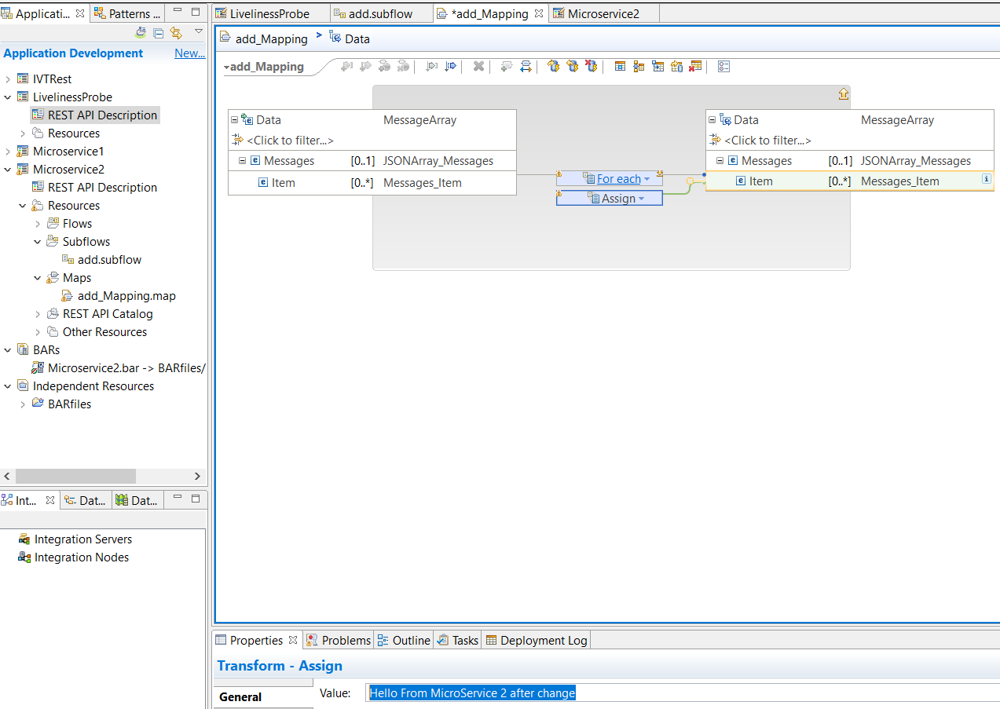 Applicati...
Patterns ...
Application Development
New...
IVTRest
LivelinessProbe
REST API Description
Resources
Microservice1
Microservice2
REST API Description
Resources
Flows
Subflows
add.subflow
Maps
add_Mapping.map
REST API Catalog
Other Resources
BARs
Microservice2.bar -> BARfiles/
Independent Resources
BARfiles
Int...
Dat...
Dat...
Integration Servers
Integration Nodes
LivelinessProbe
add.subflow
*add_Mapping
Microservice2
add_Mapping > Data
add_Mapping
Data MessageArray
<Click to filter...>
Messages [0..1] JSONArray_Messages
Item [0..*] Messages_Item
For each
Assign
Data MessageArray
<Click to filter...>
Messages [0..1] JSONArray_Messages
Item [0..*] Messages_Item
Properties
Problems
Outline
Tasks
Deployment Log
Transform - Assign
General
Value: Hello From MicroService 2 after change